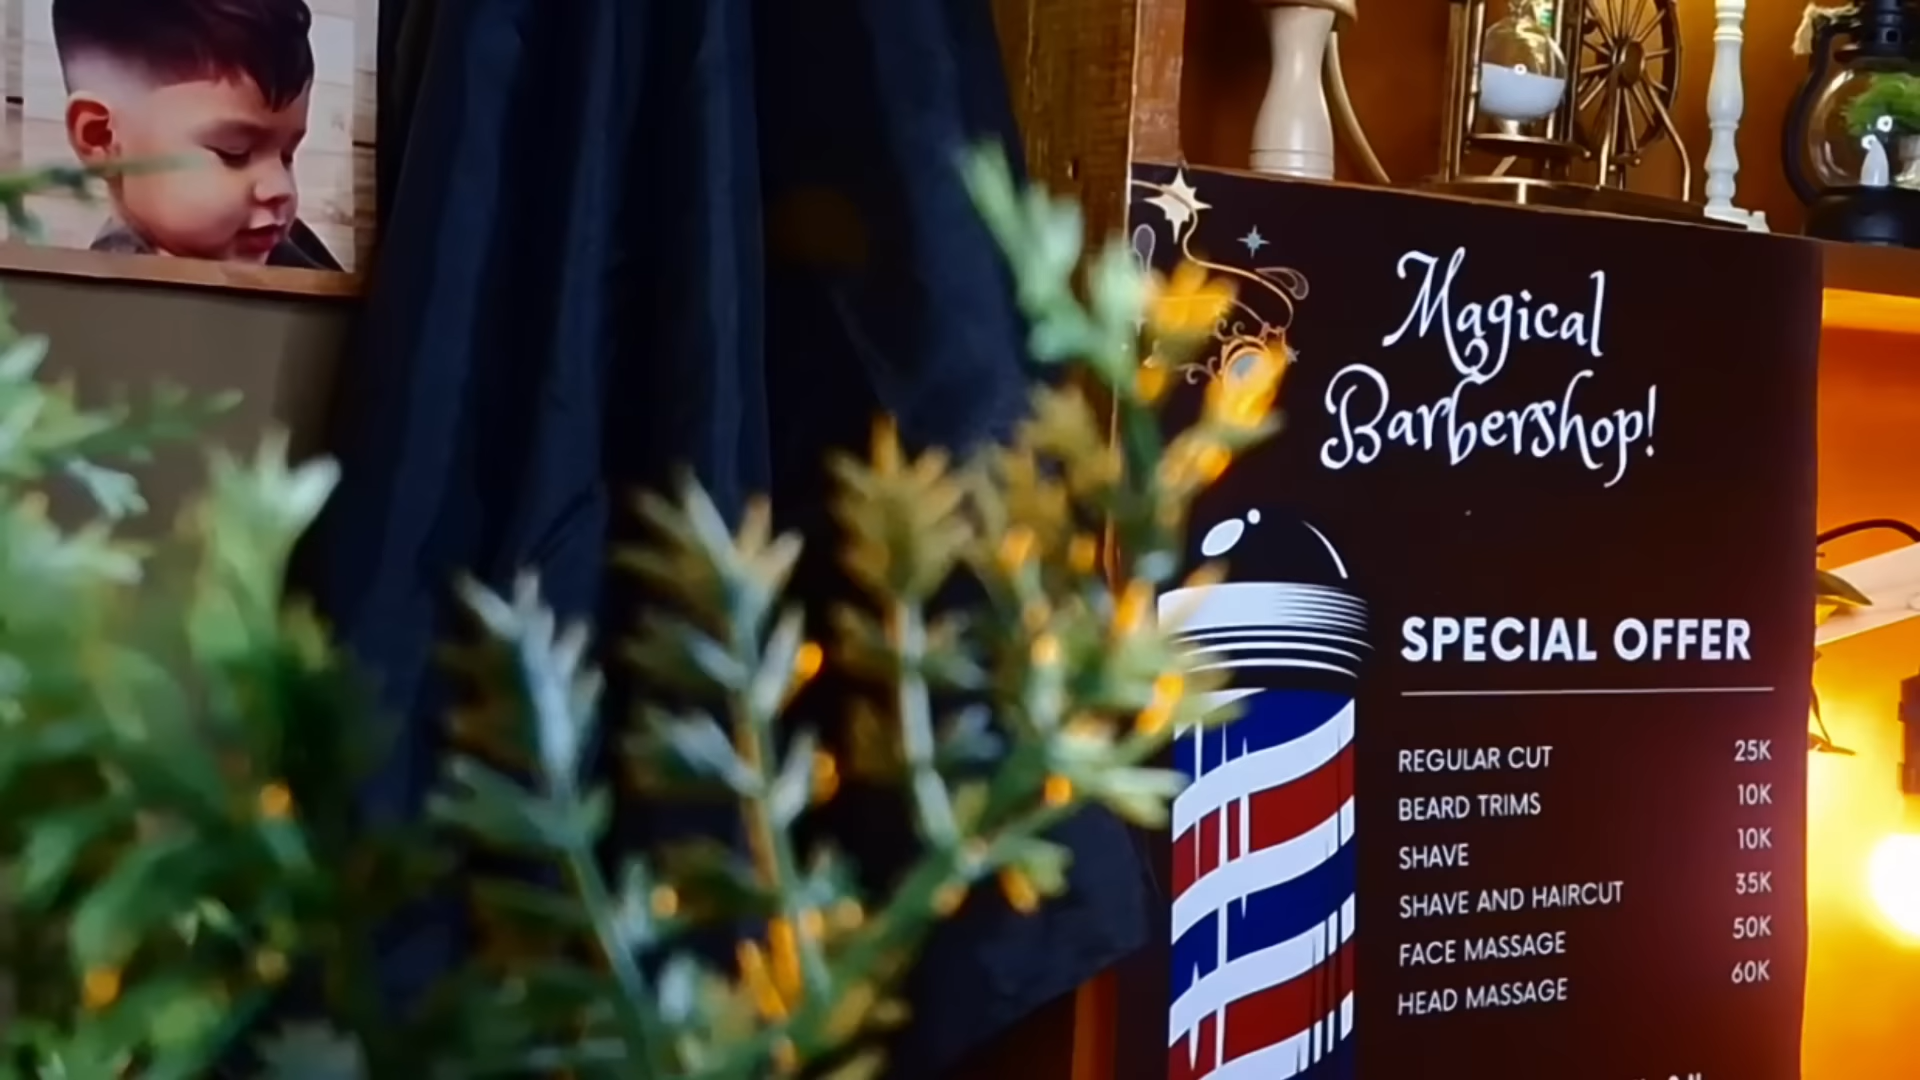 Magical
Barbershop!
SPECIAL OFFER
REGULAR CUT 25K
BEARD TRIMS 10K
SHAVE 10K
SHAVE AND HAIRCUT 35K
FACE MASSAGE 50K
HEAD MASSAGE 60K